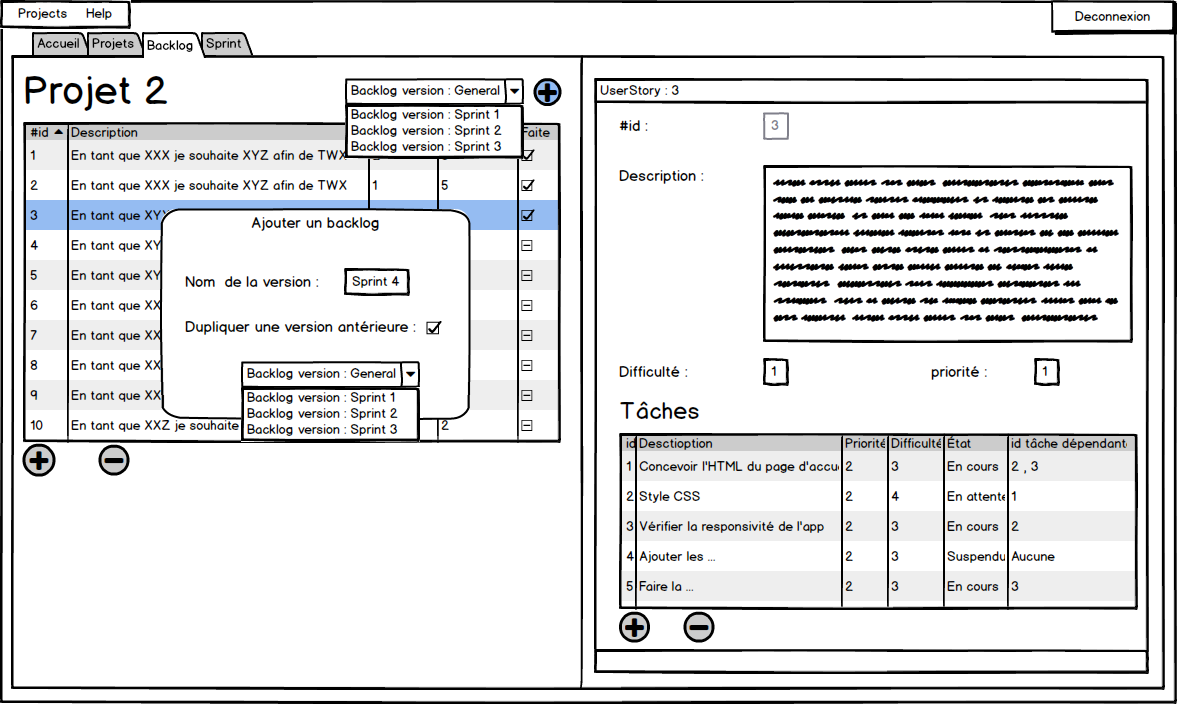 Projects Help
Deconnexion
Accueil Projets Backlog Sprint
Projet 2
Backlog version : General
Backlog version : Sprint 1
Backlog version : Sprint 2
Backlog version : Sprint 3
#id Description Faite
1 En tant que XXX je souhaite XYZ afin de TWX
2 En tant que XXX je souhaite XYZ afin de TWX 1 5
3 En tant que XY
4 En tant que XY
5 En tant que XY
6 En tant que XX
7 En tant que XX
8 En tant que XX
9 En tant que XX
10 En tant que XXZ je souhaite 2
Ajouter un backlog
Nom de la version : Sprint 4
Dupliquer une version antérieure :
Backlog version : General
Backlog version : Sprint 1
Backlog version : Sprint 2
Backlog version : Sprint 3
UserStory : 3
#id : 3
Description :
Difficulté : 1 priorité : 1
Tâches
id Desctioption Priorité Difficulté État id tâche dépendant
1 Concevoir l'HTML du page d'accu 2 3 En cours 2 , 3
2 Style CSS 2 4 En attente 1
3 Vérifier la responsivité de l'app 2 3 En cours 2
4 Ajouter les ... 2 3 Suspendu Aucune
5 Faire la ... 2 3 En cours 3